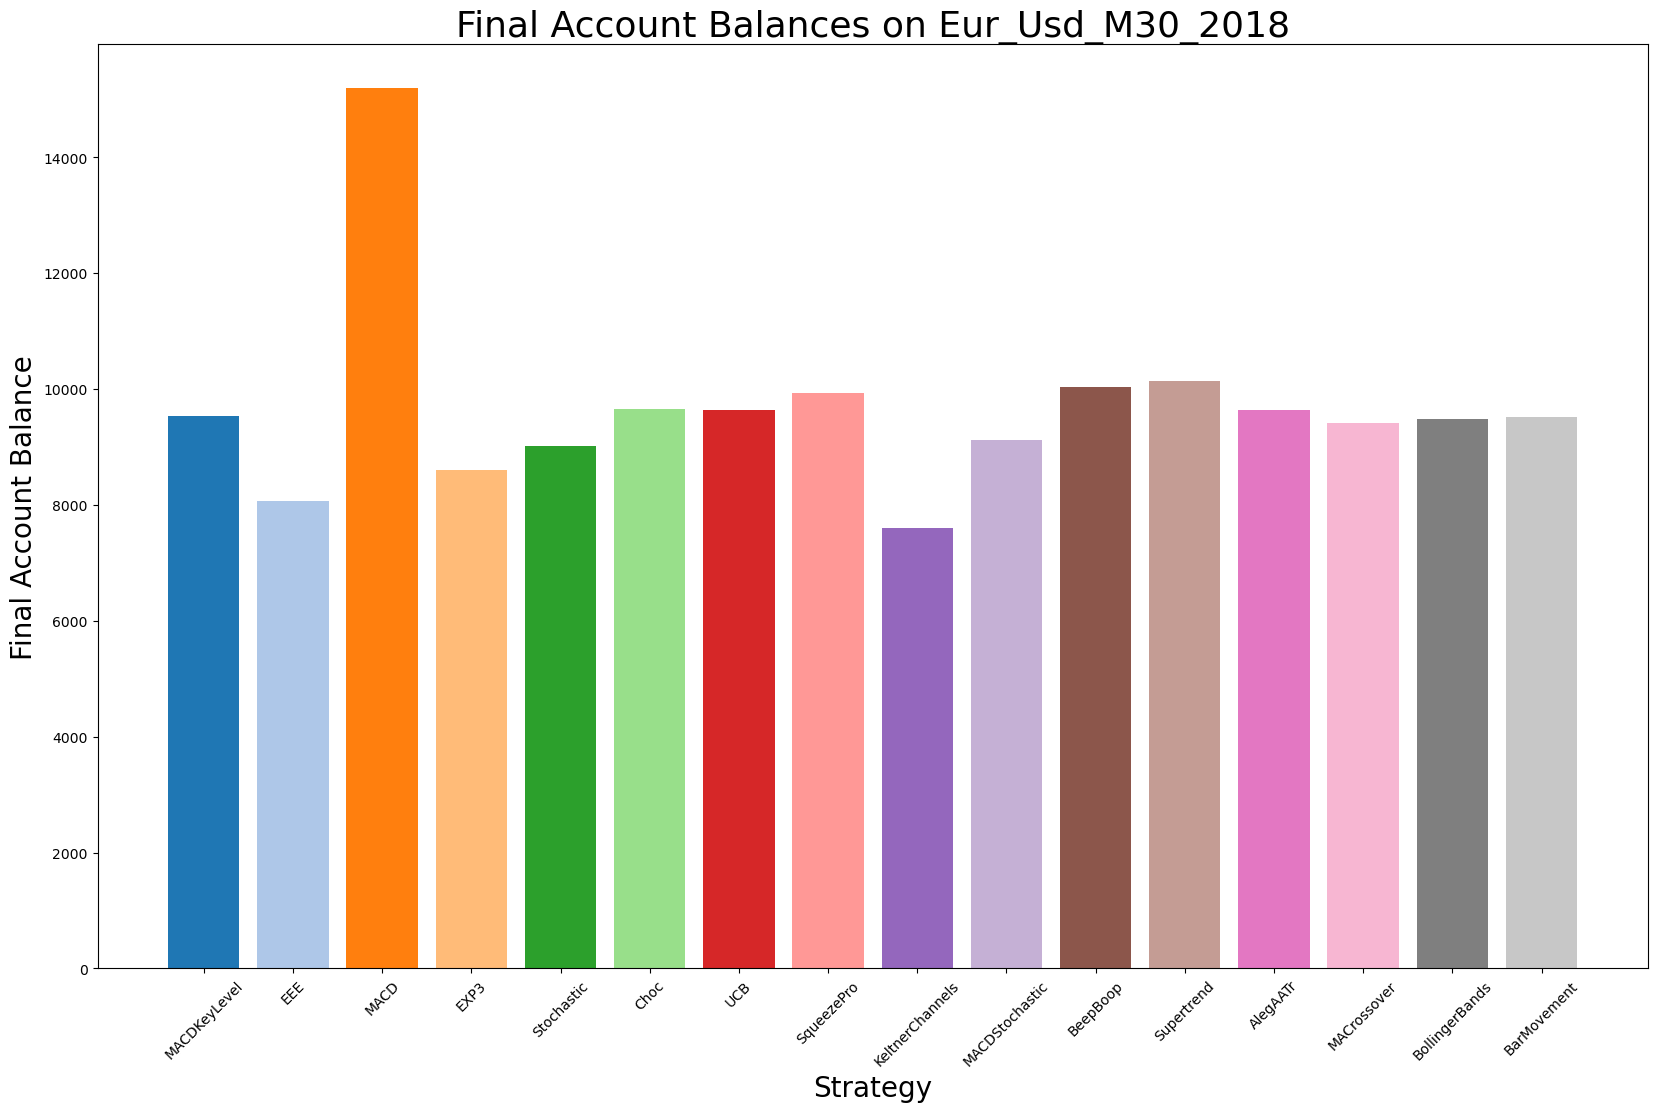 Final Account Balances on Eur_Usd_M30_2018
Final Account Balance
14000
12000
10000
8000
6000
4000
2000
0
MACDKeyLevel
EEE
MACD
EXP3
Stochastic
Choc
UCB
SqueezePro
KeltnerChannels
MACDStochastic
BeepBoop
Supertrend
AlegAATr
MACrossover
BollingerBands
BarMovement
Strategy